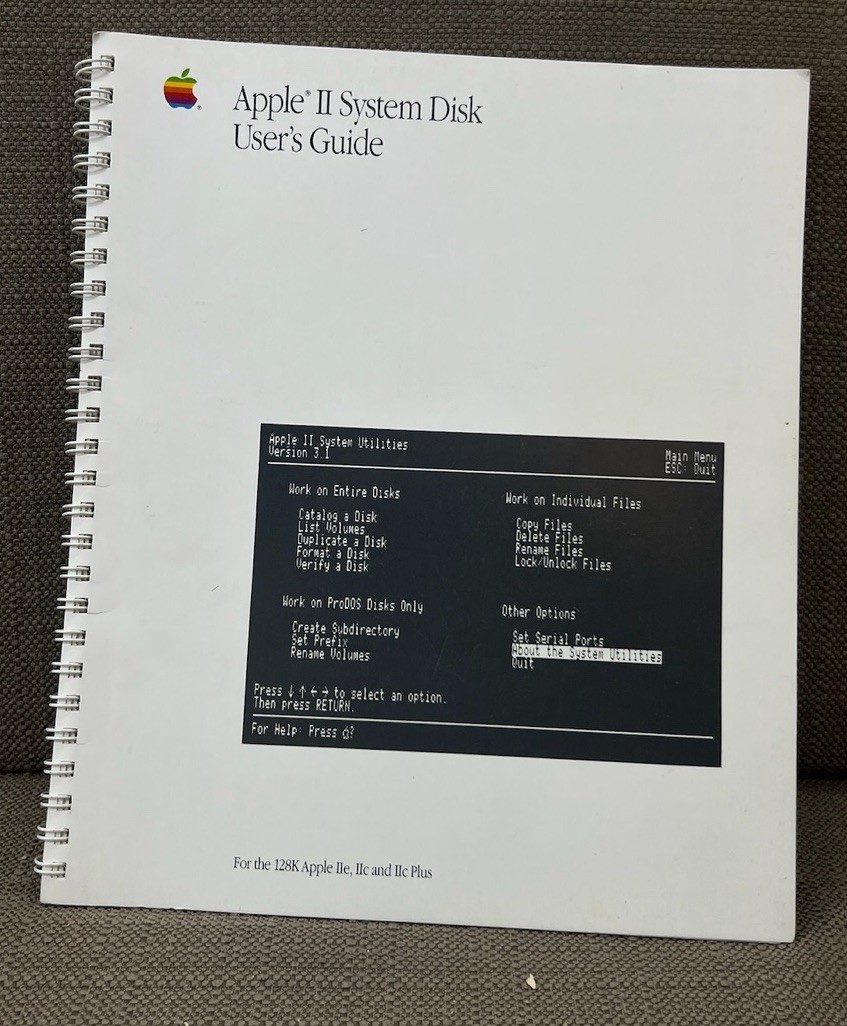 Apple® II System Disk
User's Guide
Apple II System Utilities
Version 3.1
Main Menu
ESC: Quit
Work on Entire Disks
Catalog a Disk
List Volumes
Duplicate a Disk
Format a Disk
Verify a Disk
Work on Individual Files
Copy Files
Delete Files
Rename Files
Lock/Unlock Files
Work on ProDOS Disks Only
Create Subdirectory
Set Prefix
Rename Volumes
Other Options
Set Serial Ports
About the System Utilities
Quit
Press ↓ ↑ ← → to select an option.
Then press RETURN.
For Help: Press ?
For the 128K Apple IIe, IIc and IIc Plus